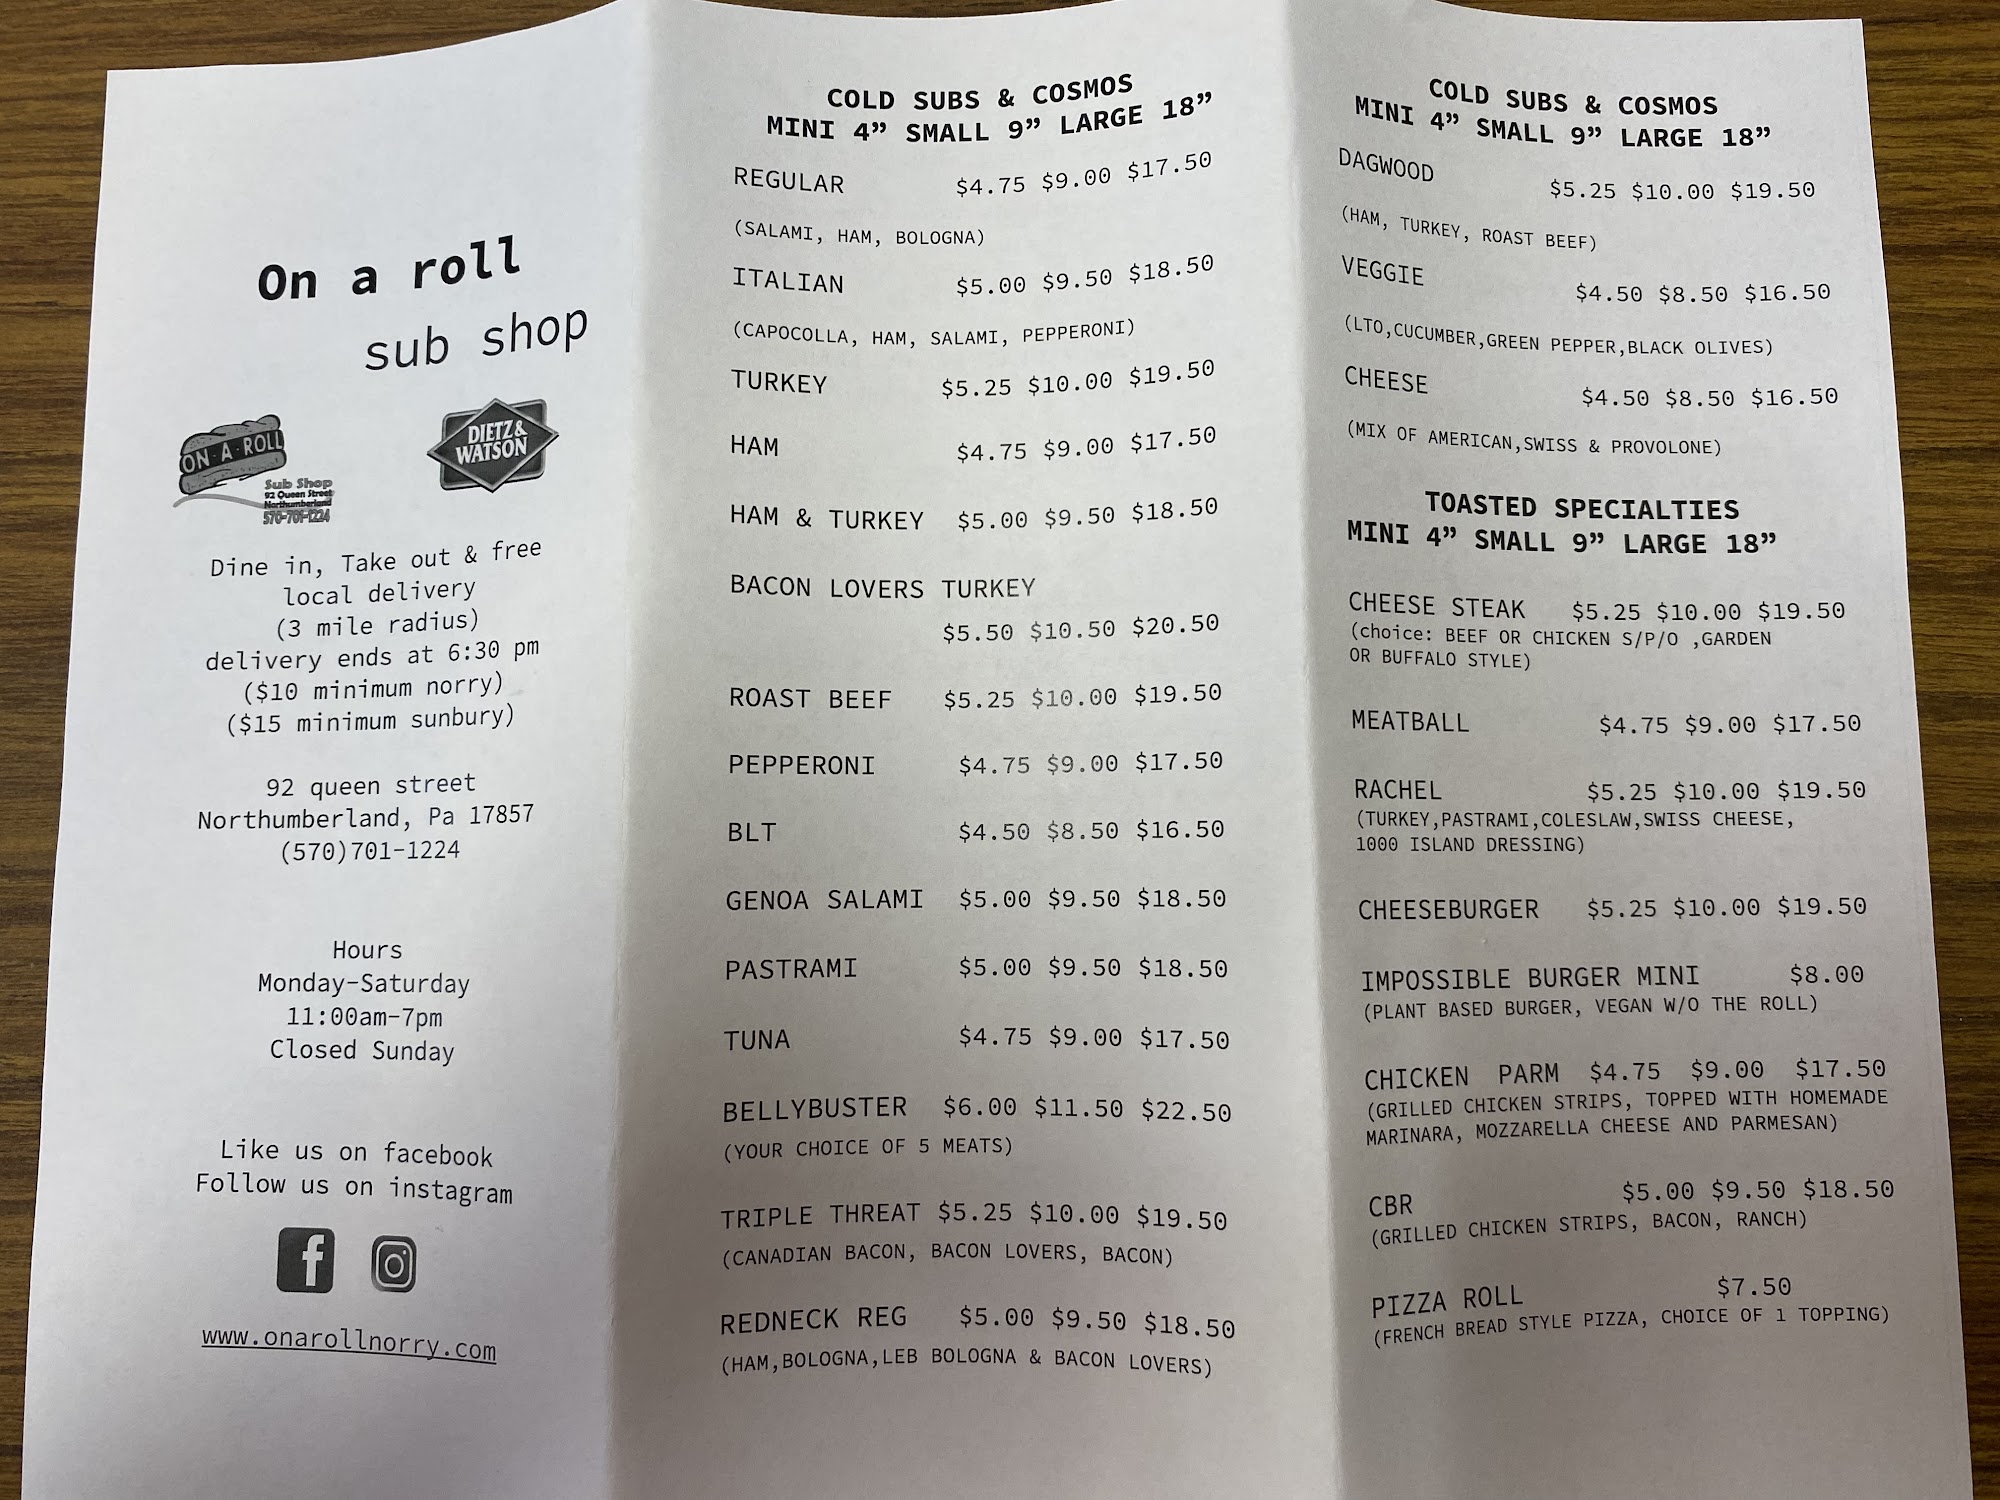 On a roll
sub shop
ON·A·ROLL
Sub Shop
92 Queen Street
Northumberland
570-701-1224
DIETZ &
WATSON
Dine in, Take out & free
local delivery
(3 mile radius)
delivery ends at 6:30 pm
($10 minimum norry)
($15 minimum sunbury)
92 queen street
Northumberland, Pa 17857
(570)701-1224
Hours
Monday-Saturday
11:00am-7pm
Closed Sunday
Like us on facebook
Follow us on instagram
www.onarollnorry.com
COLD SUBS & COSMOS
MINI 4” SMALL 9” LARGE 18”
REGULAR $4.75 $9.00 $17.50
(SALAMI, HAM, BOLOGNA)
ITALIAN $5.00 $9.50 $18.50
(CAPOCOLLA, HAM, SALAMI, PEPPERONI)
TURKEY $5.25 $10.00 $19.50
HAM $4.75 $9.00 $17.50
HAM & TURKEY $5.00 $9.50 $18.50
BACON LOVERS TURKEY
$5.50 $10.50 $20.50
ROAST BEEF $5.25 $10.00 $19.50
PEPPERONI $4.75 $9.00 $17.50
BLT $4.50 $8.50 $16.50
GENOA SALAMI $5.00 $9.50 $18.50
PASTRAMI $5.00 $9.50 $18.50
TUNA $4.75 $9.00 $17.50
BELLYBUSTER $6.00 $11.50 $22.50
(YOUR CHOICE OF 5 MEATS)
TRIPLE THREAT $5.25 $10.00 $19.50
(CANADIAN BACON, BACON LOVERS, BACON)
REDNECK REG $5.00 $9.50 $18.50
(HAM,BOLOGNA,LEB BOLOGNA & BACON LOVERS)
COLD SUBS & COSMOS
MINI 4” SMALL 9” LARGE 18”
DAGWOOD $5.25 $10.00 $19.50
(HAM, TURKEY, ROAST BEEF)
VEGGIE $4.50 $8.50 $16.50
(LTO,CUCUMBER,GREEN PEPPER,BLACK OLIVES)
CHEESE $4.50 $8.50 $16.50
(MIX OF AMERICAN,SWISS & PROVOLONE)
TOASTED SPECIALTIES
MINI 4” SMALL 9” LARGE 18”
CHEESE STEAK $5.25 $10.00 $19.50
(choice: BEEF OR CHICKEN S/P/O ,GARDEN
OR BUFFALO STYLE)
MEATBALL $4.75 $9.00 $17.50
RACHEL $5.25 $10.00 $19.50
(TURKEY,PASTRAMI,COLESLAW,SWISS CHEESE,
1000 ISLAND DRESSING)
CHEESEBURGER $5.25 $10.00 $19.50
IMPOSSIBLE BURGER MINI $8.00
(PLANT BASED BURGER, VEGAN W/O THE ROLL)
CHICKEN PARM $4.75 $9.00 $17.50
(GRILLED CHICKEN STRIPS, TOPPED WITH HOMEMADE
MARINARA, MOZZARELLA CHEESE AND PARMESAN)
CBR $5.00 $9.50 $18.50
(GRILLED CHICKEN STRIPS, BACON, RANCH)
PIZZA ROLL $7.50
(FRENCH BREAD STYLE PIZZA, CHOICE OF 1 TOPPING)